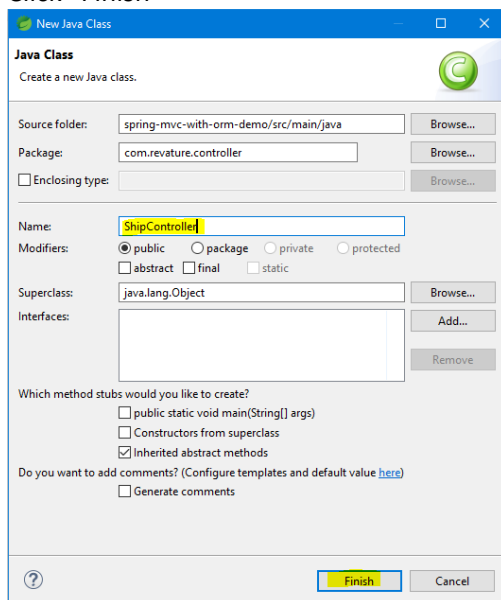 New Java Class
Java Class
Create a new Java class.
Source folder: spring-mvc-with-orm-demo/src/main/java Browse...
Package: com.revature.controller Browse...
Enclosing type: Browse...
Name: ShipController
Modifiers: public package private protected
abstract final static
Superclass: java.lang.Object Browse...
Interfaces: Add...
Remove
Which method stubs would you like to create?
public static void main(String[] args)
Constructors from superclass
Inherited abstract methods
Do you want to add comments? (Configure templates and default value here)
Generate comments
Finish Cancel